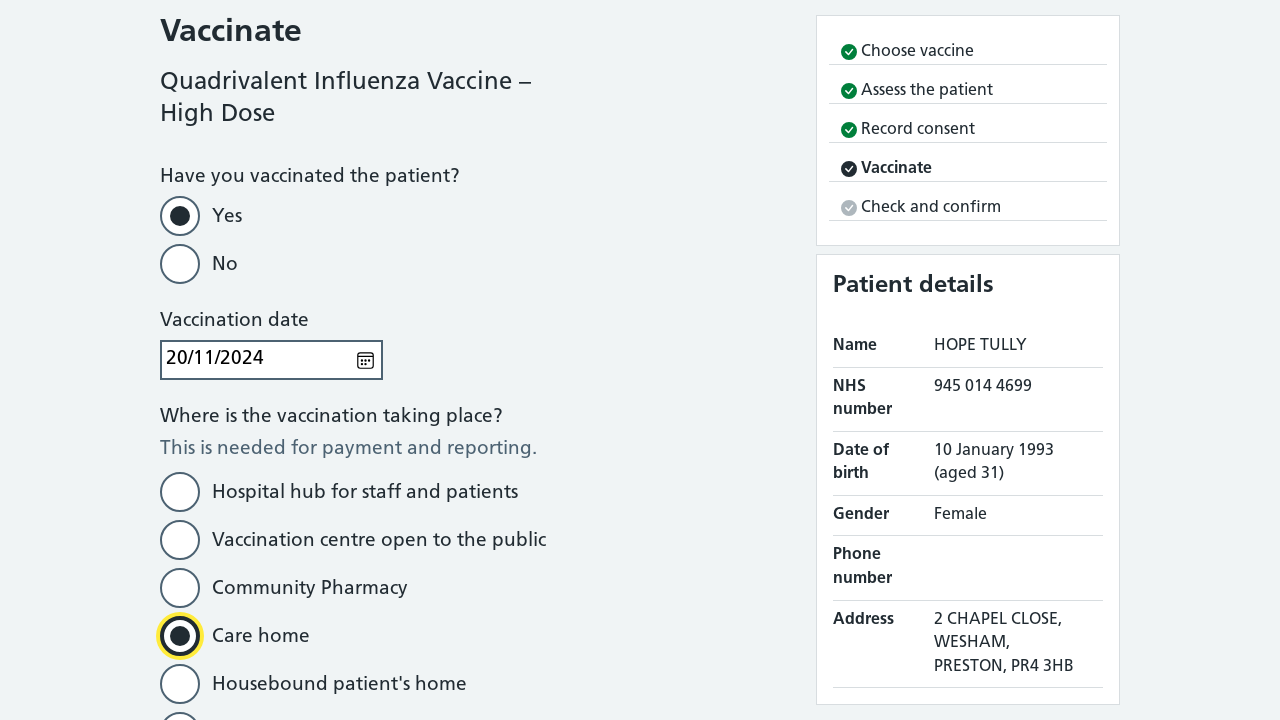 Vaccinate
Quadrivalent Influenza Vaccine –
High Dose
Have you vaccinated the patient?
Yes
No
Vaccination date
20/11/2024
Where is the vaccination taking place?
This is needed for payment and reporting.
Hospital hub for staff and patients
Vaccination centre open to the public
Community Pharmacy
Care home
Housebound patient's home
Choose vaccine
Assess the patient
Record consent
Vaccinate
Check and confirm
Patient details
Name HOPE TULLY
NHS number 945 014 4699
Date of birth 10 January 1993 (aged 31)
Gender Female
Phone number
Address 2 CHAPEL CLOSE,
WESHAM,
PRESTON, PR4 3HB